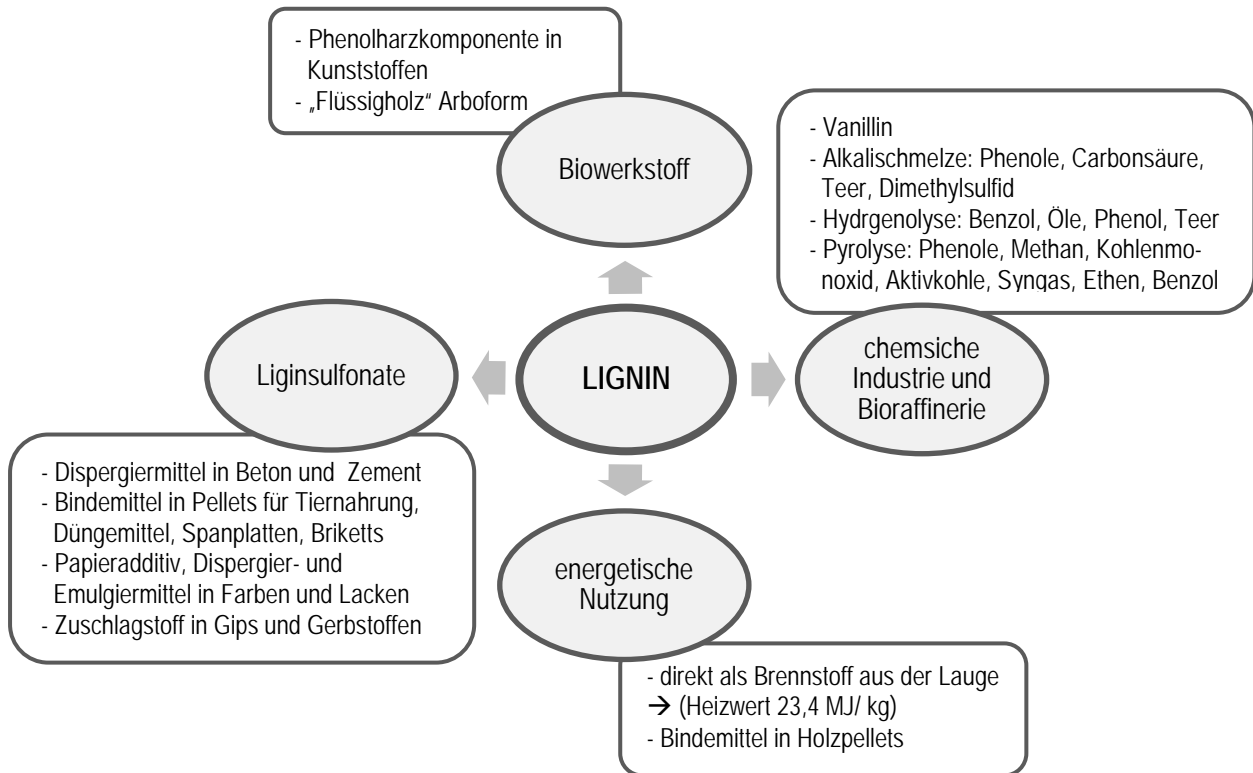 - Phenolharzkomponente in
Kunststoffen
- „Flüssigholz“ Arboform
Biowerkstoff
- Vanillin
- Alkalischmelze: Phenole, Carbonsäure,
Teer, Dimethylsulfid
- Hydrgenolyse: Benzol, Öle, Phenol, Teer
- Pyrolyse: Phenole, Methan, Kohlenmo-
noxid, Aktivkohle, Syngas, Ethen, Benzol
chemsiche
Industrie und
Bioraffinerie
LIGNIN
Liginsulfonate
- Dispergiermittel in Beton und Zement
- Bindemittel in Pellets für Tiernahrung,
Düngemittel, Spanplatten, Briketts
- Papieradditiv, Dispergier- und
Emulgiermittel in Farben und Lacken
- Zuschlagstoff in Gips und Gerbstoffen
energetische
Nutzung
- direkt als Brennstoff aus der Lauge
→ (Heizwert 23,4 MJ/ kg)
- Bindemittel in Holzpellets